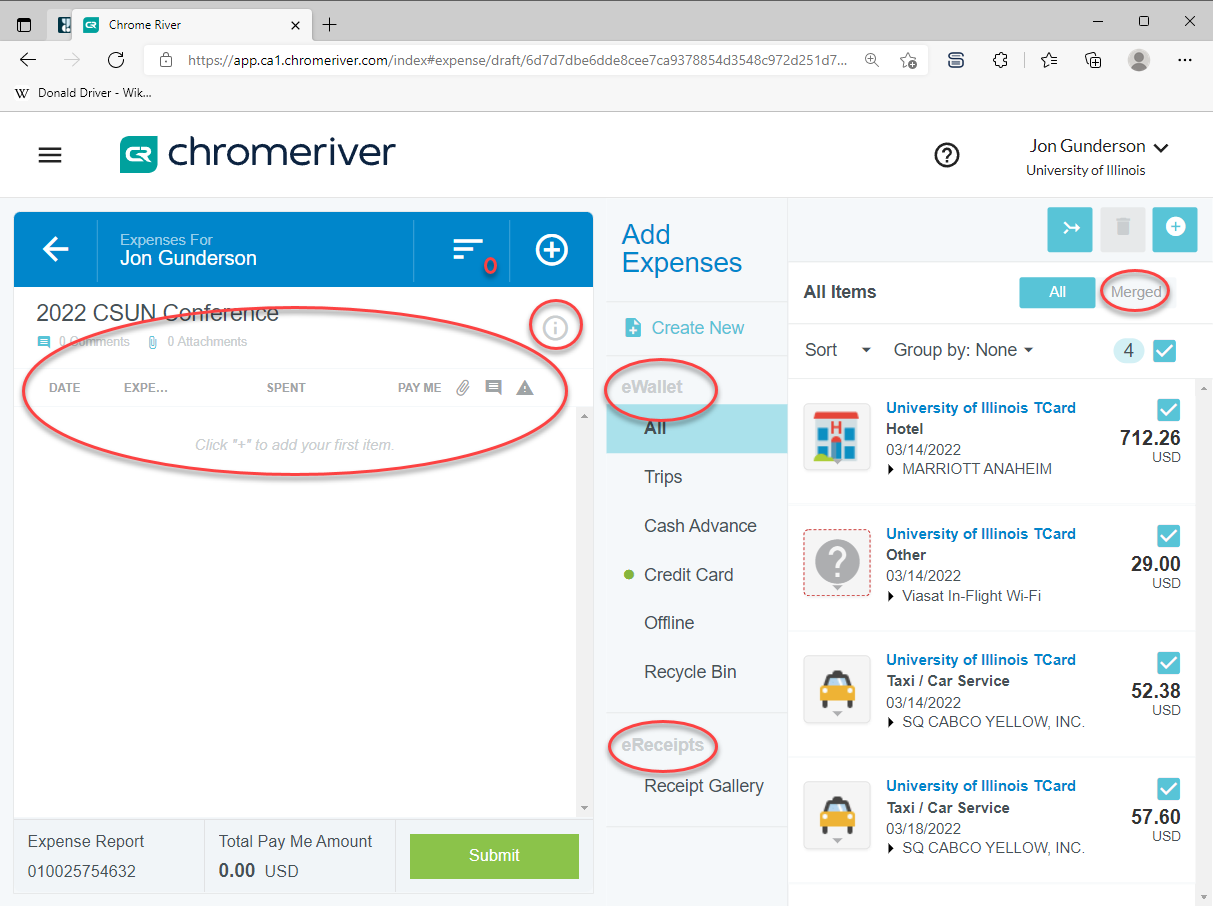 Chrome River
https://app.ca1.chromeriver.com/index#expense/draft/6d7d7dbe6dde8cee7ca9378854d3548c972d251d7...
W Donald Driver - Wik...
CR chromeriver
Jon Gunderson
University of Illinois
Expenses For
Jon Gunderson
0
2022 CSUN Conference
0 Comments 0 Attachments
DATE EXPE... SPENT PAY ME
Click "+" to add your first item.
Expense Report
010025754632
Total Pay Me Amount
0.00 USD
Submit
Add
Expenses
Create New
eWallet
All
Trips
Cash Advance
Credit Card
Offline
Recycle Bin
eReceipts
Receipt Gallery
All Items All Merged
Sort Group by: None 4
University of Illinois TCard
Hotel
03/14/2022
MARRIOTT ANAHEIM
712.26
USD
University of Illinois TCard
Other
03/14/2022
Viasat In-Flight Wi-Fi
29.00
USD
University of Illinois TCard
Taxi / Car Service
03/14/2022
SQ CABCO YELLOW, INC.
52.38
USD
University of Illinois TCard
Taxi / Car Service
03/18/2022
SQ CABCO YELLOW, INC.
57.60
USD